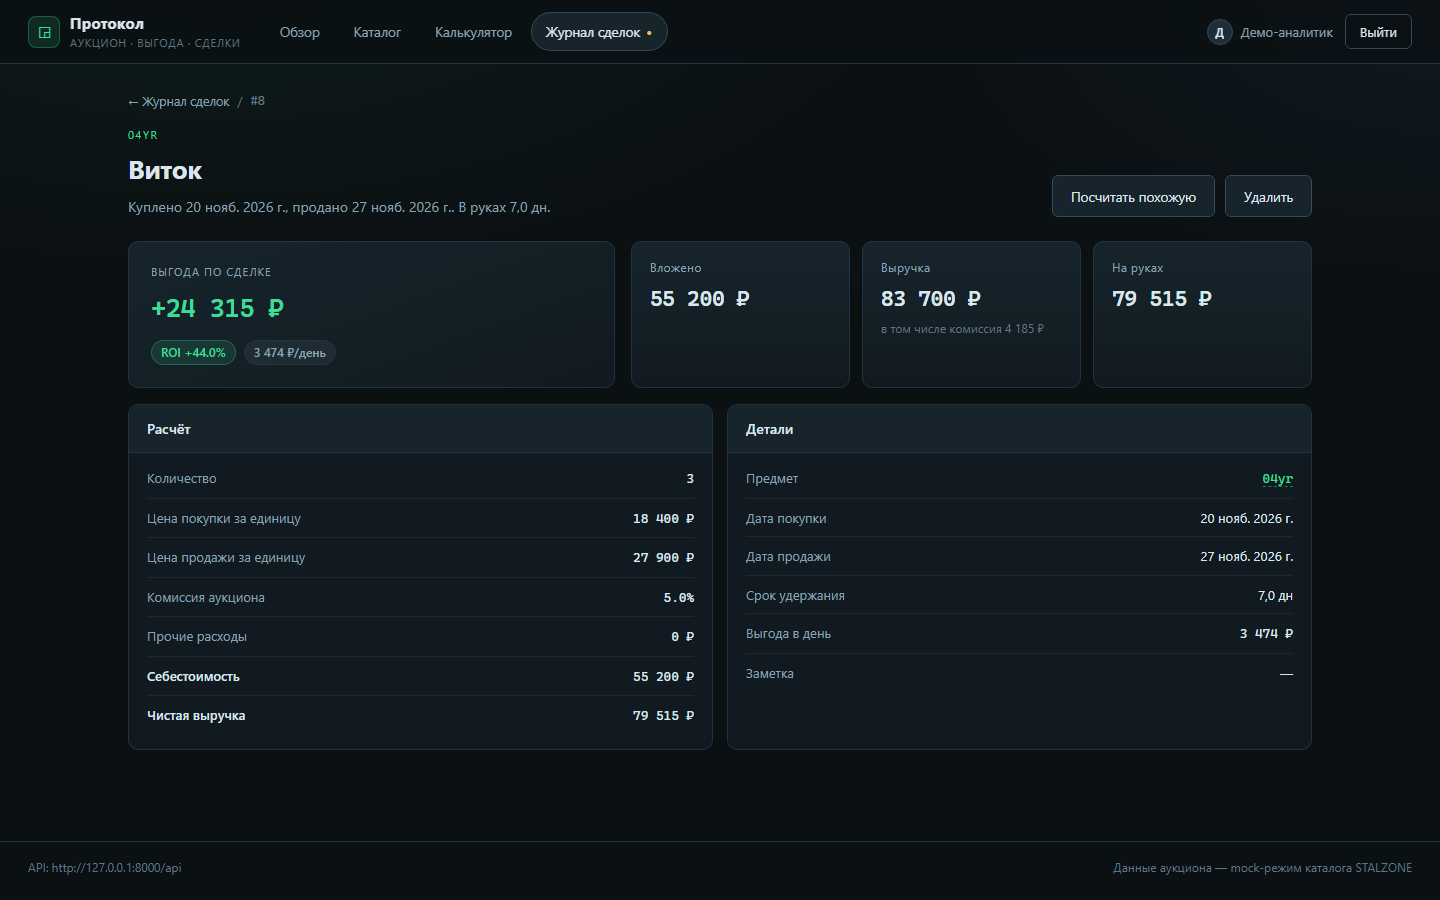 Протокол
АУКЦИОН · ВЫГОДА · СДЕЛКИ
Обзор
Каталог
Калькулятор
Журнал сделок
Д
Демо-аналитик
Выйти
← Журнал сделок / #8
04YR
Виток
Куплено 20 нояб. 2026 г., продано 27 нояб. 2026 г.. В руках 7,0 дн.
Посчитать похожую
Удалить
ВЫГОДА ПО СДЕЛКЕ
+24 315 ₽
ROI +44.0%
3 474 ₽/день
Вложено
55 200 ₽
Выручка
83 700 ₽
в том числе комиссия 4 185 ₽
На руках
79 515 ₽
Расчёт
Количество 3
Цена покупки за единицу 18 400 ₽
Цена продажи за единицу 27 900 ₽
Комиссия аукциона 5.0%
Прочие расходы 0 ₽
Себестоимость 55 200 ₽
Чистая выручка 79 515 ₽
Детали
Предмет 04yr
Дата покупки 20 нояб. 2026 г.
Дата продажи 27 нояб. 2026 г.
Срок удержания 7,0 дн
Выгода в день 3 474 ₽
Заметка —
API: http://127.0.0.1:8000/api
Данные аукциона — mock-режим каталога STALZONE